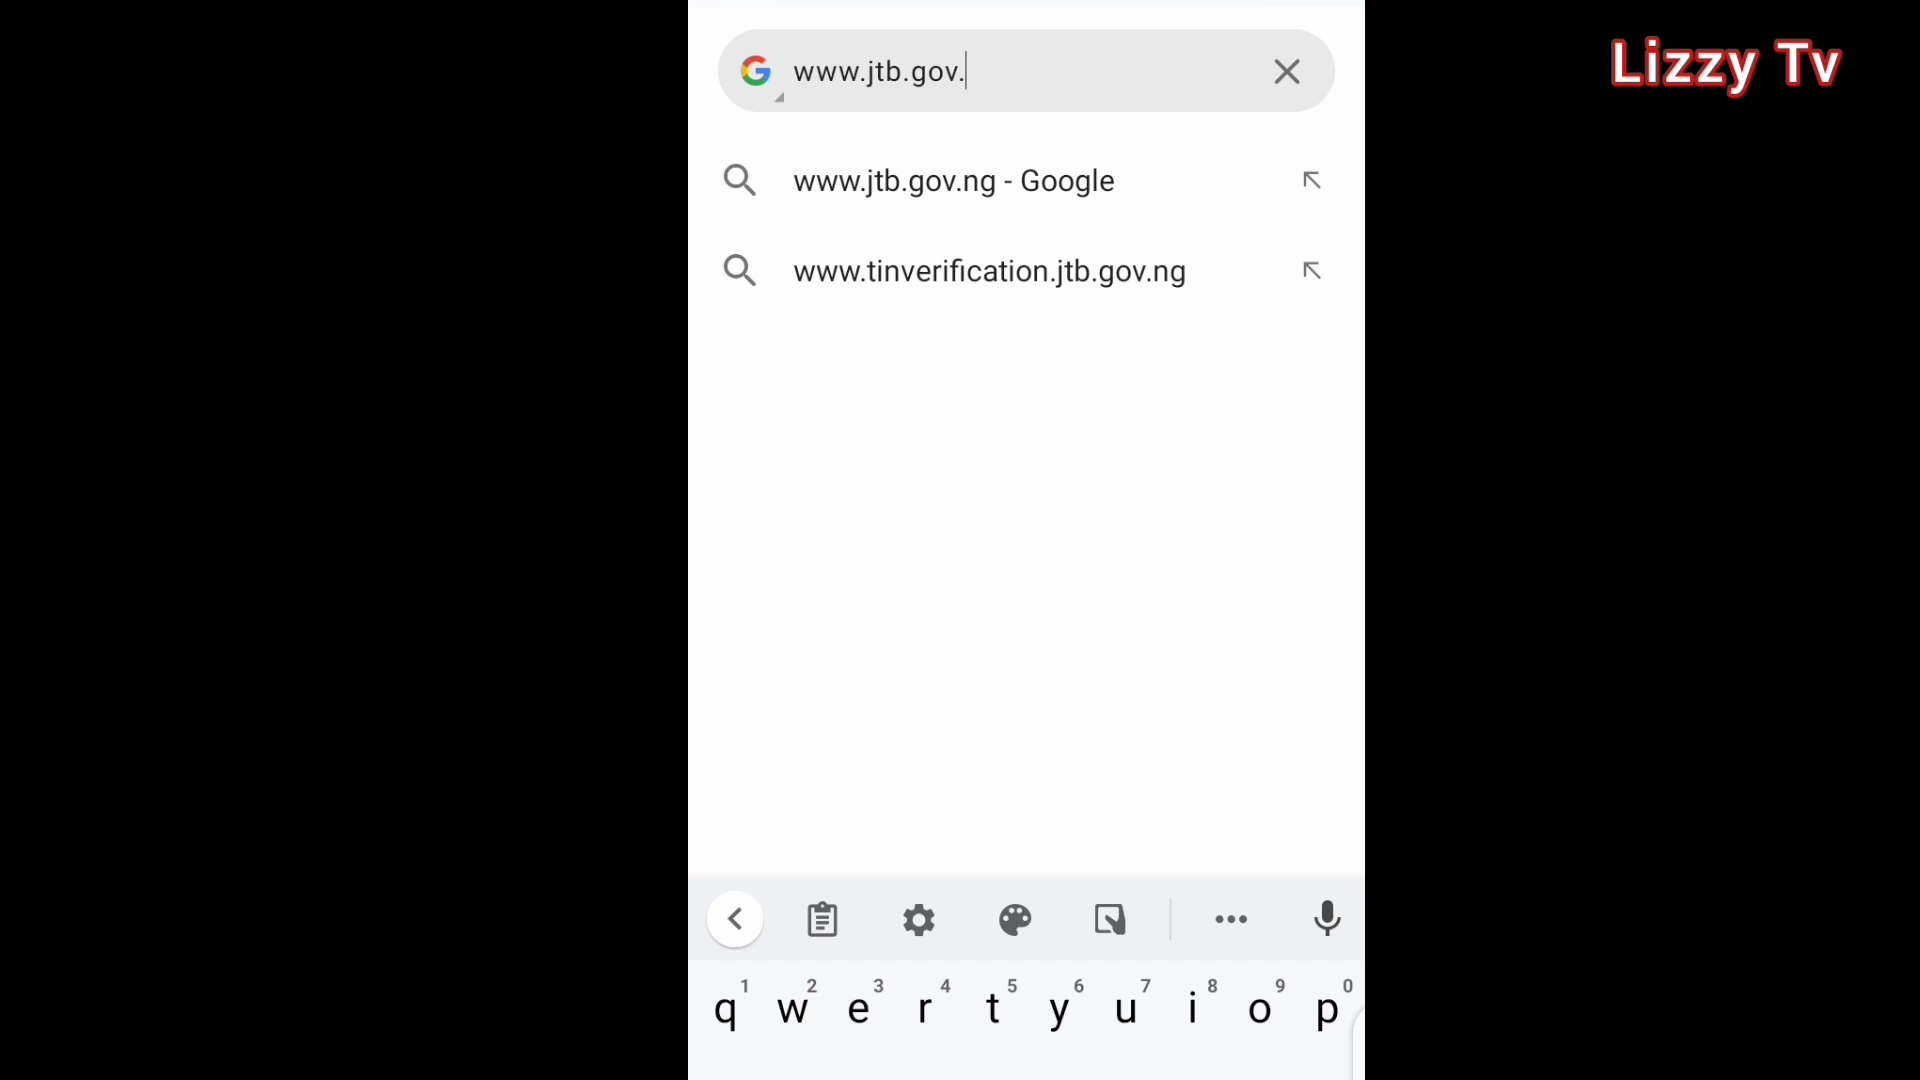 Lizzy Tv
www.jtb.gov.
www.jtb.gov.ng - Google
www.tinverification.jtb.gov.ng
1 2 3 4 5 6 7 8 9 0
q w e r t y u i o p